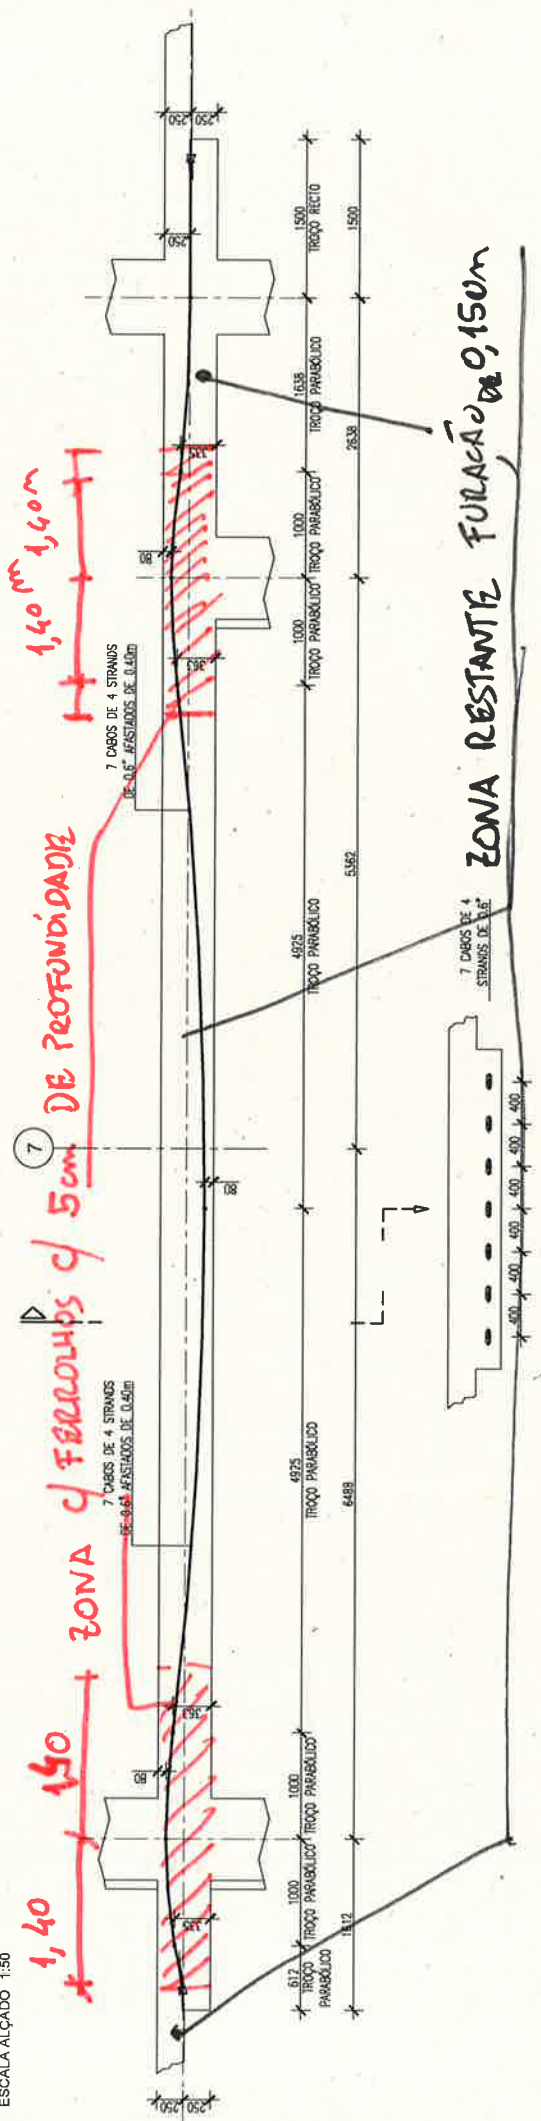 ESCALA ALÇADO 1:50
1,40
1,40
ZONA C/ FERROLHOS C/ 5cm DE PROFUNDIDADE
1,40 m
1,40m
7
7 CABOS DE 4 STRANDS
DE 0.6" AFASTADOS DE 0.40m
7 CABOS DE 4 STRANDS
DE 0.6" AFASTADOS DE 0.40m
250
250
335
80
363
80
363
80
335
250
250
250
612
TROÇO
PARABÓLICO
1000
TROÇO PARABÓLICO
1000
TROÇO PARABÓLICO
4925
TROÇO PARABÓLICO
4925
TROÇO PARABÓLICO
1000
TROÇO PARABÓLICO
1000
TROÇO PARABÓLICO
1638
TROÇO PARABÓLICO
1500
TROÇO RECTO
1612
6488
5362
2638
1500
7 CABOS DE 4
STRANDS DE 0.6"
400
400
400
400
400
400
ZONA RESTANTE FURAÇÃO DE 0,150m